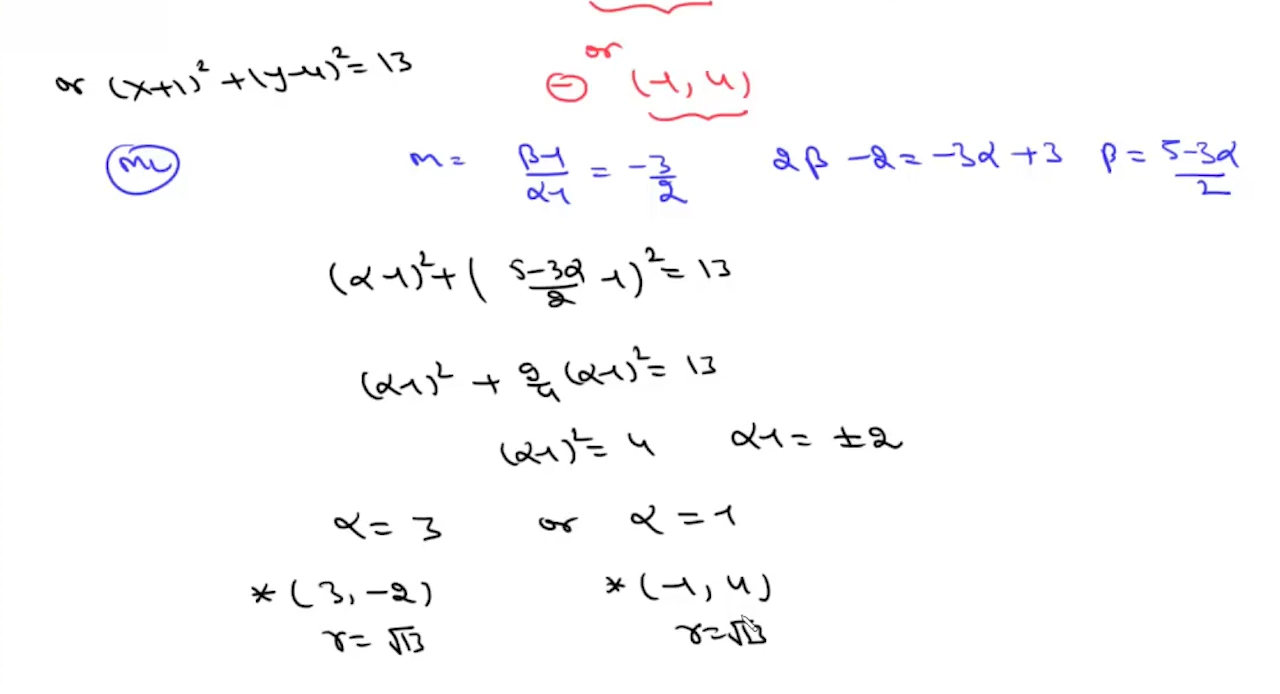 or
or (x+1)² + (y-4)² = 13
⊖ (-1, 4)
M2 m = β-1/α-1 = -3/2 2β - 2 = -3α + 3 β = 5-3α/2
(α-1)² + (5-3α/2 - 1)² = 13
(α-1)² + 9/4 (α-1)² = 13
(α-1)² = 4 α-1 = ±2
α = 3 or α = -1
* (3, -2) * (-1, 4)
r = √13 r = √13